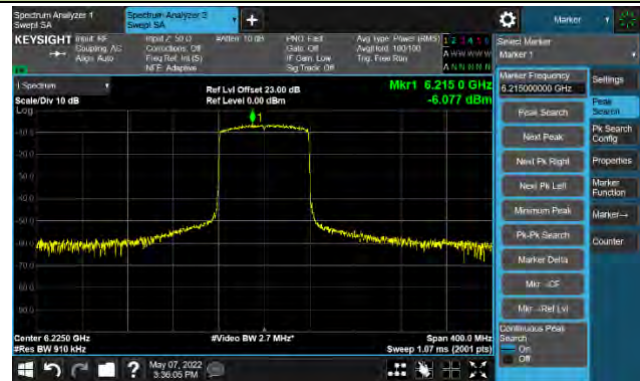 Spectrum Analyzer 1
Swept SA
Spectrum Analyzer 2
Swept SA
+
Marker
KEYSIGHT Input: RF
Coupling: AC
Align: Auto
Input Z: 50 Ω
Corrections: Off
Freq Ref: Int (S)
NFE: Adaptive
#Atten: 10 dB
PNO: Fast
Gate: Off
IF Gain: Low
Sig Track: Off
Avg Type: Power (RMS)
Avg|Hold: 100/100
Trig: Free Run
1 2 3 4 5 6
A W W W W W
A N N N N N
Select Marker
Marker 1
1 Spectrum
Scale/Div 10 dB
Log
Ref Lvl Offset 23.00 dB
Ref Level 0.00 dBm
Mkr1 6.215 0 GHz
-6.077 dBm
1
-10.0
-20.0
-30.0
-40.0
-50.0
-60.0
-70.0
-80.0
-90.0
Center 6.2250 GHz
#Res BW 910 kHz
#Video BW 2.7 MHz*
Span 400.0 MHz
Sweep 1.07 ms (2001 pts)
Marker Frequency
6.215000000 GHz
Peak Search
Next Peak
Next Pk Right
Next Pk Left
Minimum Peak
Pk-Pk Search
Marker Delta
Mkr→CF
Mkr→Ref Lvl
Continuous Peak
Search
On
Off
Settings
Peak
Search
Pk Search
Config
Properties
Marker
Function
Marker→
Counter
?
May 07, 2022
3:36:05 PM